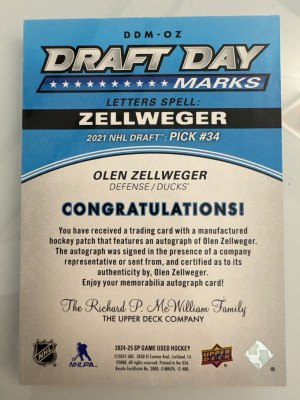 DDM-OZ
DRAFT DAY
MARKS
LETTERS SPELL:
ZELLWEGER
2021 NHL DRAFT: PICK #34
OLEN ZELLWEGER
DEFENSE / DUCKS
CONGRATULATIONS!
You have received a trading card with a manufactured
hockey patch that features an autograph of Olen Zellweger.
The autograph was signed in the presence of a company
representative or sent from, and certified as to its
authenticity by, Olen Zellweger.
Enjoy your memorabilia autograph card!
The Richard P. McWilliam Family
THE UPPER DECK COMPANY
2024-25 SP GAME USED HOCKEY
NHL
NHLPA
UPPER DECK